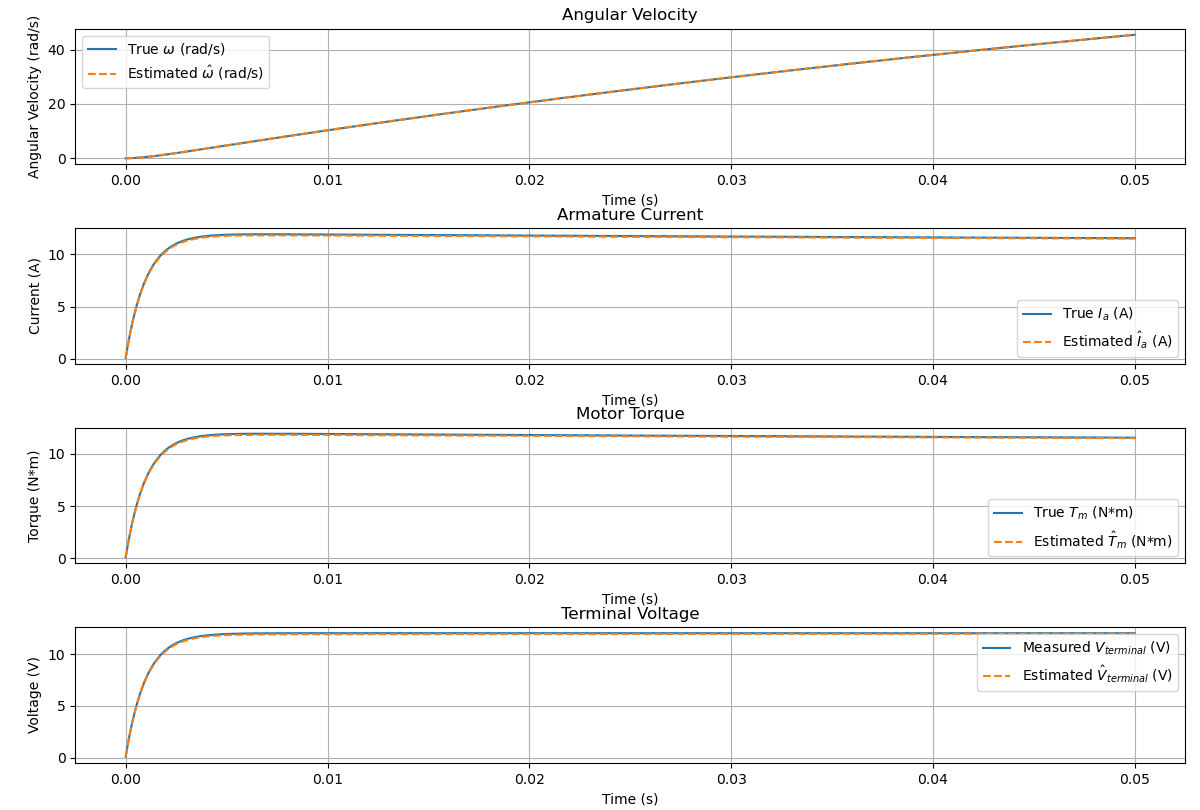 Angular Velocity
Angular Velocity (rad/s)
40
20
0
True ω (rad/s)
Estimated ω̂ (rad/s)
0.00 0.01 0.02 0.03 0.04 0.05
Time (s)
Armature Current
Current (A)
10
5
0
True I_a (A)
Estimated Î_a (A)
0.00 0.01 0.02 0.03 0.04 0.05
Time (s)
Motor Torque
Torque (N*m)
10
5
0
True T_m (N*m)
Estimated T̂_m (N*m)
0.00 0.01 0.02 0.03 0.04 0.05
Time (s)
Terminal Voltage
Voltage (V)
10
5
0
Measured V_terminal (V)
Estimated V̂_terminal (V)
0.00 0.01 0.02 0.03 0.04 0.05
Time (s)